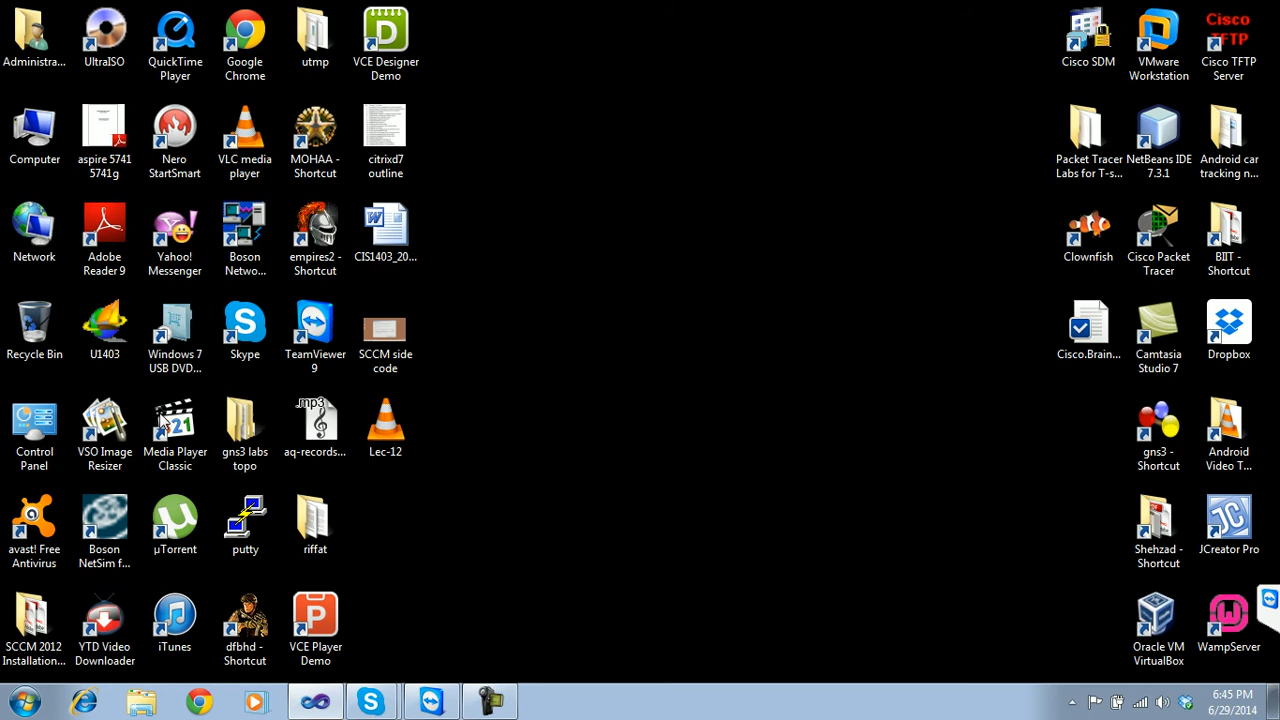 Administra...
UltraISO
QuickTime
Player
Google
Chrome
utmp
VCE Designer
Demo
Cisco SDM
VMware
Workstation
Cisco
TFTP
Cisco TFTP
Server
Computer
aspire 5741
5741g
Nero
StartSmart
VLC media
player
MOHAA -
Shortcut
citrixd7
outline
Packet Tracer
Labs for T-s...
NetBeans IDE
7.3.1
Android car
tracking n...
Network
Adobe
Reader 9
Yahoo!
Messenger
Boson
Netwo...
empires2 -
Shortcut
CIS1403_20...
Clownfish
Cisco Packet
Tracer
BIIT -
Shortcut
Recycle Bin
U1403
Windows 7
USB DVD...
Skype
TeamViewer
9
SCCM side
code
Cisco.Brain...
Camtasia
Studio 7
Dropbox
Control
Panel
VSO Image
Resizer
321
Media Player
Classic
gns3 labs
topo
.mp3
aq-records...
Lec-12
gns3 -
Shortcut
Android
Video T...
avast! Free
Antivirus
Boson
NetSim f...
µTorrent
putty
riffat
Shehzad -
Shortcut
JCreator Pro
SCCM 2012
Installation...
YTD Video
Downloader
iTunes
dfbhd -
Shortcut
VCE Player
Demo
Oracle VM
VirtualBox
WampServer
6:45 PM
6/29/2014